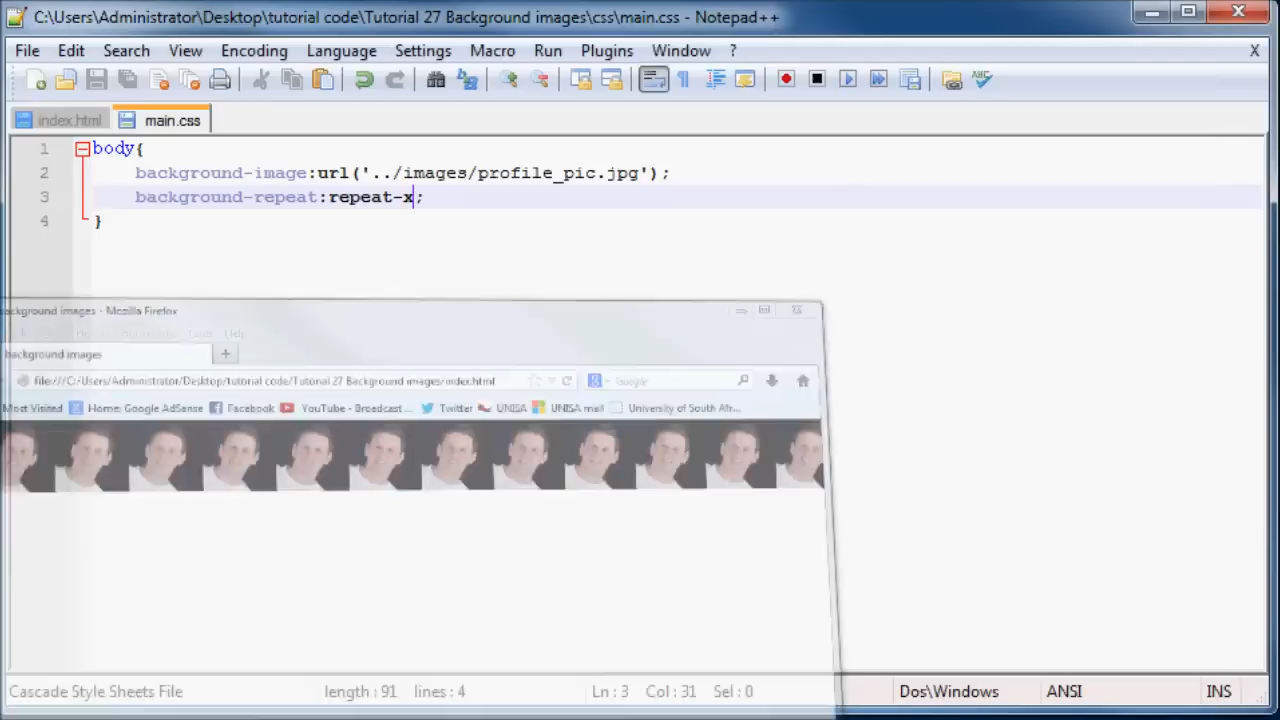 C:\Users\Administrator\Desktop\tutorial code\Tutorial 27 Background images\css\main.css - Notepad++
File Edit Search View Encoding Language Settings Macro Run Plugins Window ? X
index.html main.css
1 body{
2 background-image:url('../images/profile_pic.jpg');
3 background-repeat:repeat-x;
4 }
ackground images - Mozilla Firefox
Help
background images +
file:///C:/Users/Administrator/Desktop/tutorial code/Tutorial 27 Background images/index.html Google
Most Visited Home: Google AdSense Facebook YouTube - Broadcast... Twitter UNISA UNISA mail University of South Afr...
Cascade Style Sheets File length : 91 lines : 4 Ln : 3 Col : 31 Sel : 0 Dos\Windows ANSI INS